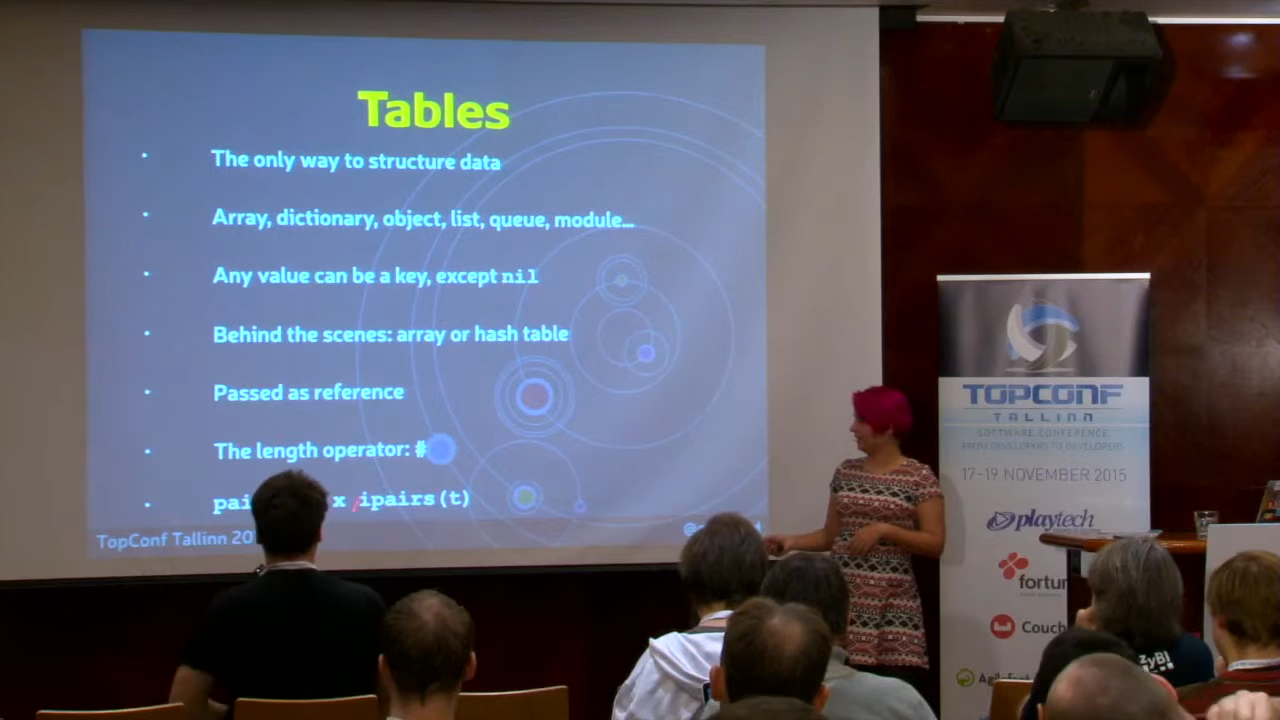 Tables
The only way to structure data
Array, dictionary, object, list, queue, module...
Any value can be a key, except nil
Behind the scenes: array or hash table
Passed as reference
The length operator: #
ipairs(t)
TopConf Tallinn
TOPCONF
TALLINN
SOFTWARE CONFERENCE
FROM DEVELOPERS TO DEVELOPERS
17-19 NOVEMBER 2015
playtech